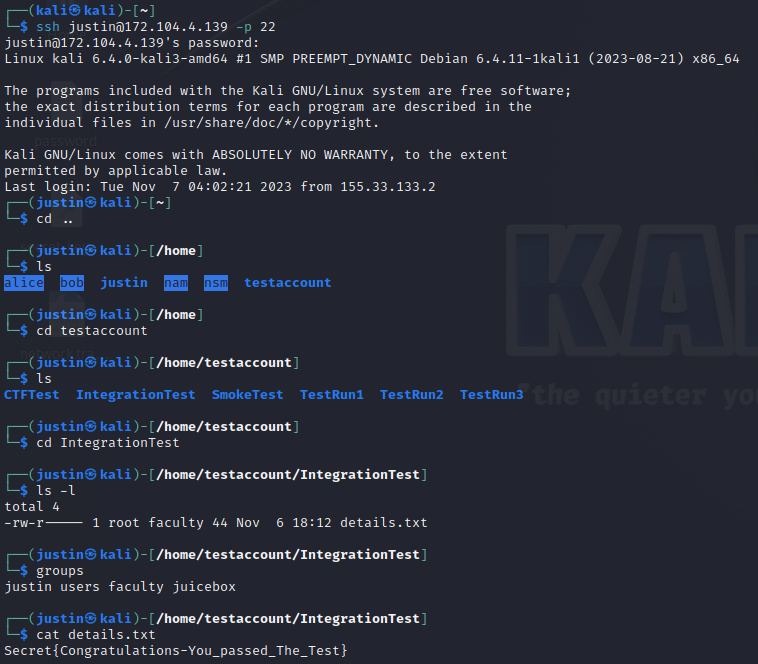 ┌──(kali㉿kali)-[~]
└─$ ssh justin@172.104.4.139 -p 22
justin@172.104.4.139's password:
Linux kali 6.4.0-kali3-amd64 #1 SMP PREEMPT_DYNAMIC Debian 6.4.11-1kali1 (2023-08-21) x86_64
The programs included with the Kali GNU/Linux system are free software;
the exact distribution terms for each program are described in the
individual files in /usr/share/doc/*/copyright.
Kali GNU/Linux comes with ABSOLUTELY NO WARRANTY, to the extent
permitted by applicable law.
Last login: Tue Nov  7 04:02:21 2023 from 155.33.133.2
┌──(justin㉿kali)-[~]
└─$ cd ..
┌──(justin㉿kali)-[/home]
└─$ ls
alice  bob  justin  nam  nsm  testaccount
┌──(justin㉿kali)-[/home]
└─$ cd testaccount
┌──(justin㉿kali)-[/home/testaccount]
└─$ ls
CTFTest  IntegrationTest  SmokeTest  TestRun1  TestRun2  TestRun3
"the quieter yo
┌──(justin㉿kali)-[/home/testaccount]
└─$ cd IntegrationTest
┌──(justin㉿kali)-[/home/testaccount/IntegrationTest]
└─$ ls -l
total 4
-rw-r----- 1 root faculty 44 Nov  6 18:12 details.txt
┌──(justin㉿kali)-[/home/testaccount/IntegrationTest]
└─$ groups
justin users faculty juicebox
┌──(justin㉿kali)-[/home/testaccount/IntegrationTest]
└─$ cat details.txt
Secret{Congratulations-You_passed_The_Test}
KA